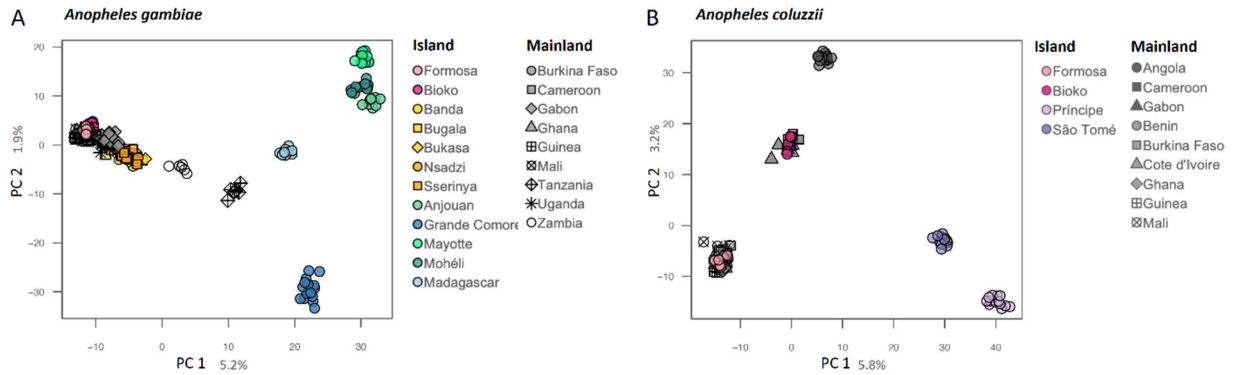 A
Anopheles gambiae
20
10
0
−10
−20
−30
PC 2 1.9%
−10
0
10
20
30
PC 1 5.2%
Island
Formosa
Bioko
Banda
Bugala
Bukasa
Nsadzi
Sserinya
Anjouan
Grande Comore
Mayotte
Mohéli
Madagascar
Mainland
Burkina Faso
Cameroon
Gabon
Ghana
Guinea
Mali
Tanzania
Uganda
Zambia
B
Anopheles coluzzii
30
20
10
0
−10
PC 2 3.2%
−10
0
10
20
30
40
PC 1 5.8%
Island
Formosa
Bioko
Príncipe
São Tomé
Mainland
Angola
Cameroon
Gabon
Benin
Burkina Faso
Cote d'Ivoire
Ghana
Guinea
Mali